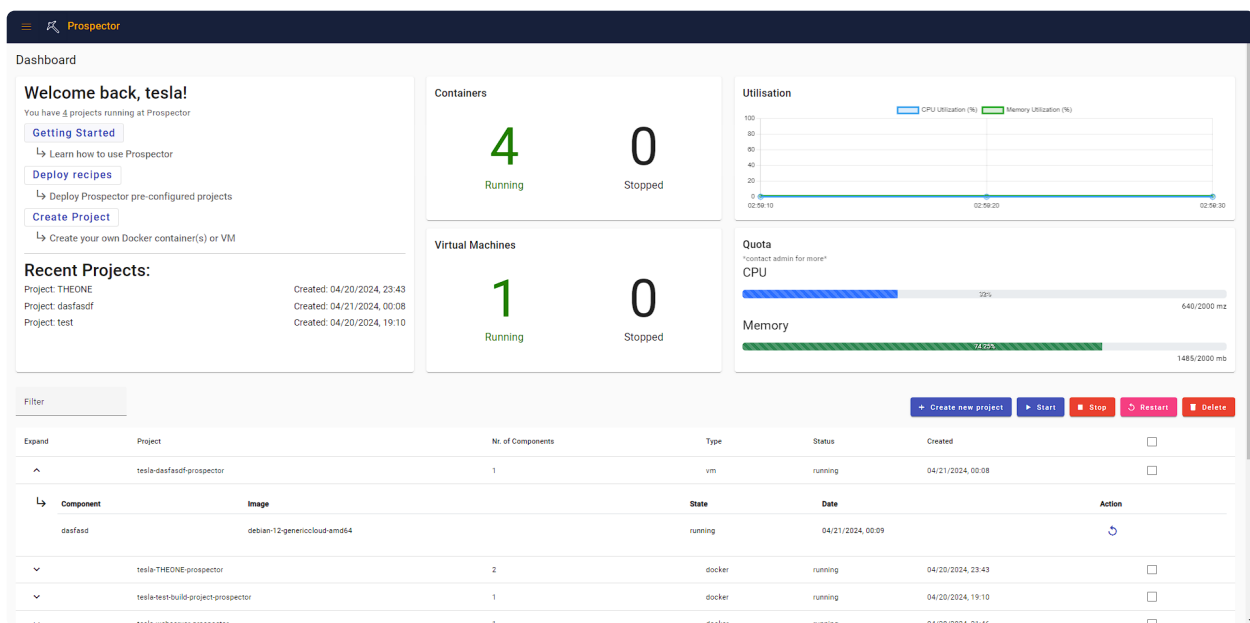 Prospector
Dashboard
Welcome back, tesla!
You have 4 projects running at Prospector
Getting Started
Learn how to use Prospector
Deploy recipes
Deploy Prospector pre-configured projects
Create Project
Create your own Docker container(s) or VM
Recent Projects:
Project: THEONE Created: 04/20/2024, 23:43
Project: dasfasdf Created: 04/21/2024, 00:08
Project: test Created: 04/20/2024, 19:10
Containers
4 0
Running Stopped
Virtual Machines
1 0
Running Stopped
Utilisation
CPU Utilization (%) Memory Utilization (%)
100
80
60
40
20
0
02:59:10 02:59:20 02:59:30
Quota
*contact admin for more*
CPU
33%
640/2000 mz
Memory
74.25%
1485/2000 mb
Filter
+ Create new project Start Stop Restart Delete
Expand Project Nr. of Components Type Status Created
tesla-dasfasdf-prospector 1 vm running 04/21/2024, 00:08
Component Image State Date Action
dasfasd debian-12-genericcloud-amd64 running 04/21/2024, 00:09
tesla-THEONE-prospector 2 docker running 04/20/2024, 23:43
tesla-test-build-project-prospector 1 docker running 04/20/2024, 19:10